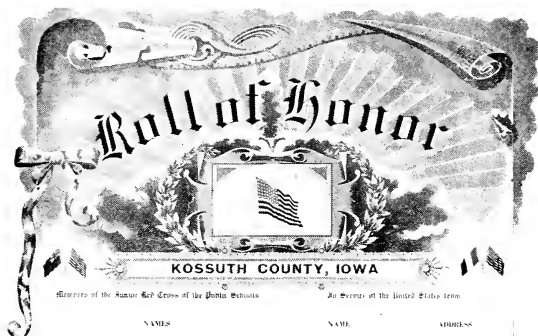 Roll of Honor
KOSSUTH COUNTY, IOWA
Members of the Junior Red Cross of the Public Schools In Service of the United States from
NAMES NAME ADDRESS